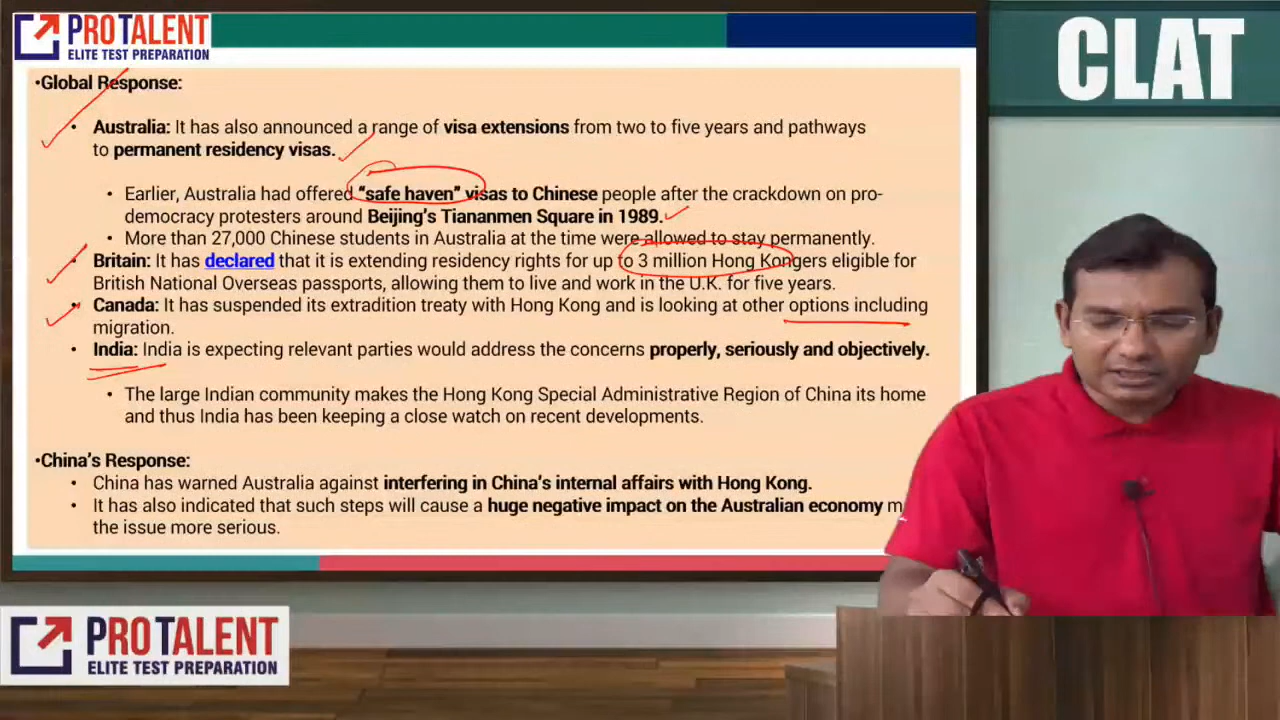 PRO TALENT
ELITE TEST PREPARATION
CLAT
•Global Response:
• Australia: It has also announced a range of visa extensions from two to five years and pathways
to permanent residency visas.
• Earlier, Australia had offered “safe haven” visas to Chinese people after the crackdown on pro-
democracy protesters around Beijing’s Tiananmen Square in 1989.
• More than 27,000 Chinese students in Australia at the time were allowed to stay permanently.
• Britain: It has declared that it is extending residency rights for up to 3 million Hong Kongers eligible for
British National Overseas passports, allowing them to live and work in the U.K. for five years.
• Canada: It has suspended its extradition treaty with Hong Kong and is looking at other options including
migration.
• India: India is expecting relevant parties would address the concerns properly, seriously and objectively.
• The large Indian community makes the Hong Kong Special Administrative Region of China its home
and thus India has been keeping a close watch on recent developments.
•China’s Response:
• China has warned Australia against interfering in China’s internal affairs with Hong Kong.
• It has also indicated that such steps will cause a huge negative impact on the Australian economy
the issue more serious.
PRO TALENT
ELITE TEST PREPARATION